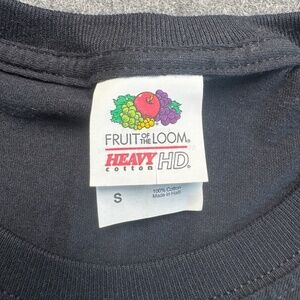 FRUIT OF THE LOOM®
HEAVY cotton HD®
S
100% Cotton
Made in Haiti